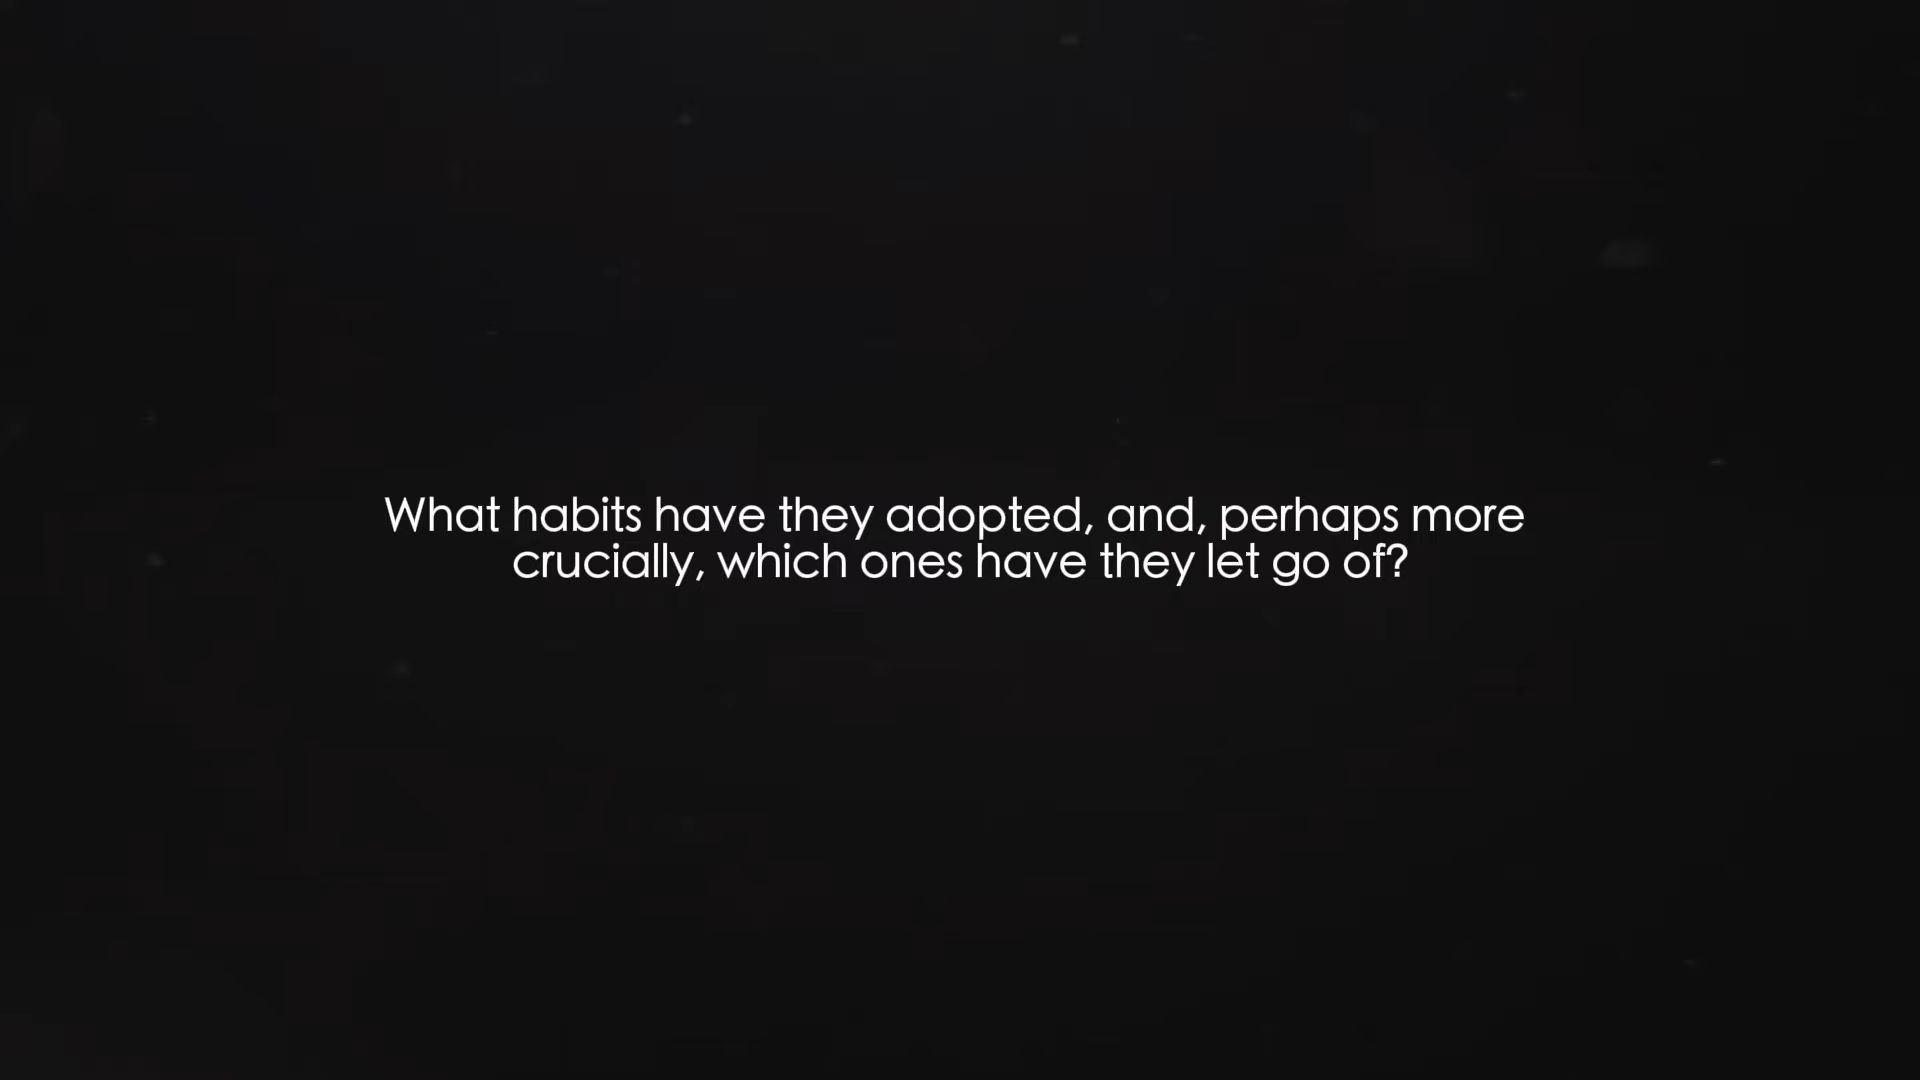 What habits have they adopted, and, perhaps more
crucially, which ones have they let go of?